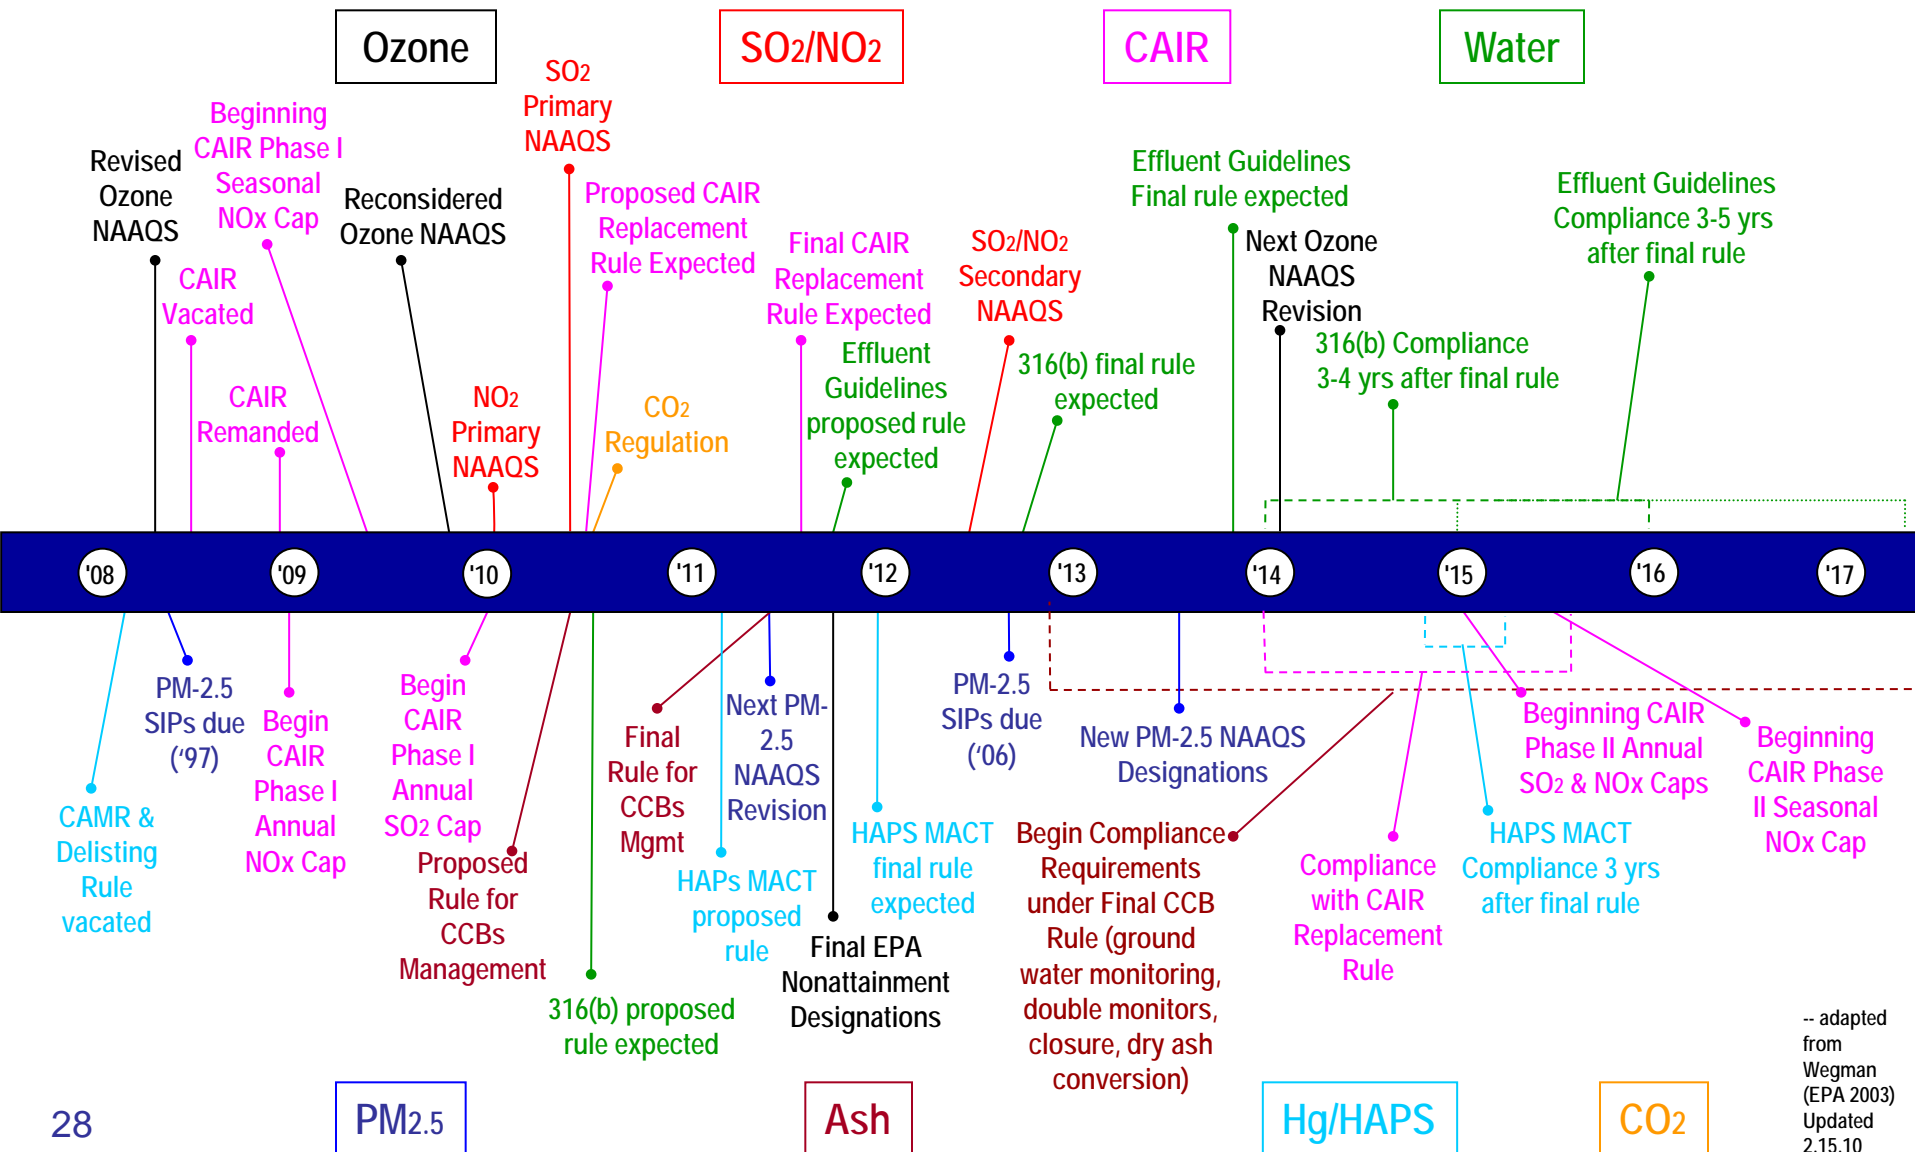 Ozone
SO2/NO2
CAIR
Water
Revised
Ozone
NAAQS
Beginning
CAIR Phase I
Seasonal
NOx Cap
CAIR
Vacated
CAIR
Remanded
Reconsidered
Ozone NAAQS
NO2
Primary
NAAQS
SO2
Primary
NAAQS
Proposed CAIR
Replacement
Rule Expected
CO2
Regulation
Final CAIR
Replacement
Rule Expected
Effluent
Guidelines
proposed rule
expected
SO2/NO2
Secondary
NAAQS
316(b) final rule
expected
Effluent Guidelines
Final rule expected
Next Ozone
NAAQS
Revision
316(b) Compliance
3-4 yrs after final rule
Effluent Guidelines
Compliance 3-5 yrs
after final rule
'08 '09 '10 '11 '12 '13 '14 '15 '16 '17
CAMR &
Delisting
Rule
vacated
PM-2.5
SIPs due
('97)
Begin
CAIR
Phase I
Annual
NOx Cap
Begin
CAIR
Phase I
Annual
SO2 Cap
Proposed
Rule for
CCBs
Management
316(b) proposed
rule expected
Final
Rule for
CCBs
Mgmt
HAPs MACT
proposed
rule
Next PM-
2.5
NAAQS
Revision
Final EPA
Nonattainment
Designations
HAPS MACT
final rule
expected
PM-2.5
SIPs due
('06)
New PM-2.5 NAAQS
Designations
Begin Compliance
Requirements
under Final CCB
Rule (ground
water monitoring,
double monitors,
closure, dry ash
conversion)
Compliance
with CAIR
Replacement
Rule
Beginning CAIR
Phase II Annual
SO2 & NOx Caps
HAPS MACT
Compliance 3 yrs
after final rule
Beginning
CAIR Phase
II Seasonal
NOx Cap
-- adapted
from
Wegman
(EPA 2003)
Updated
2.15.10
28
PM2.5
Ash
Hg/HAPS
CO2